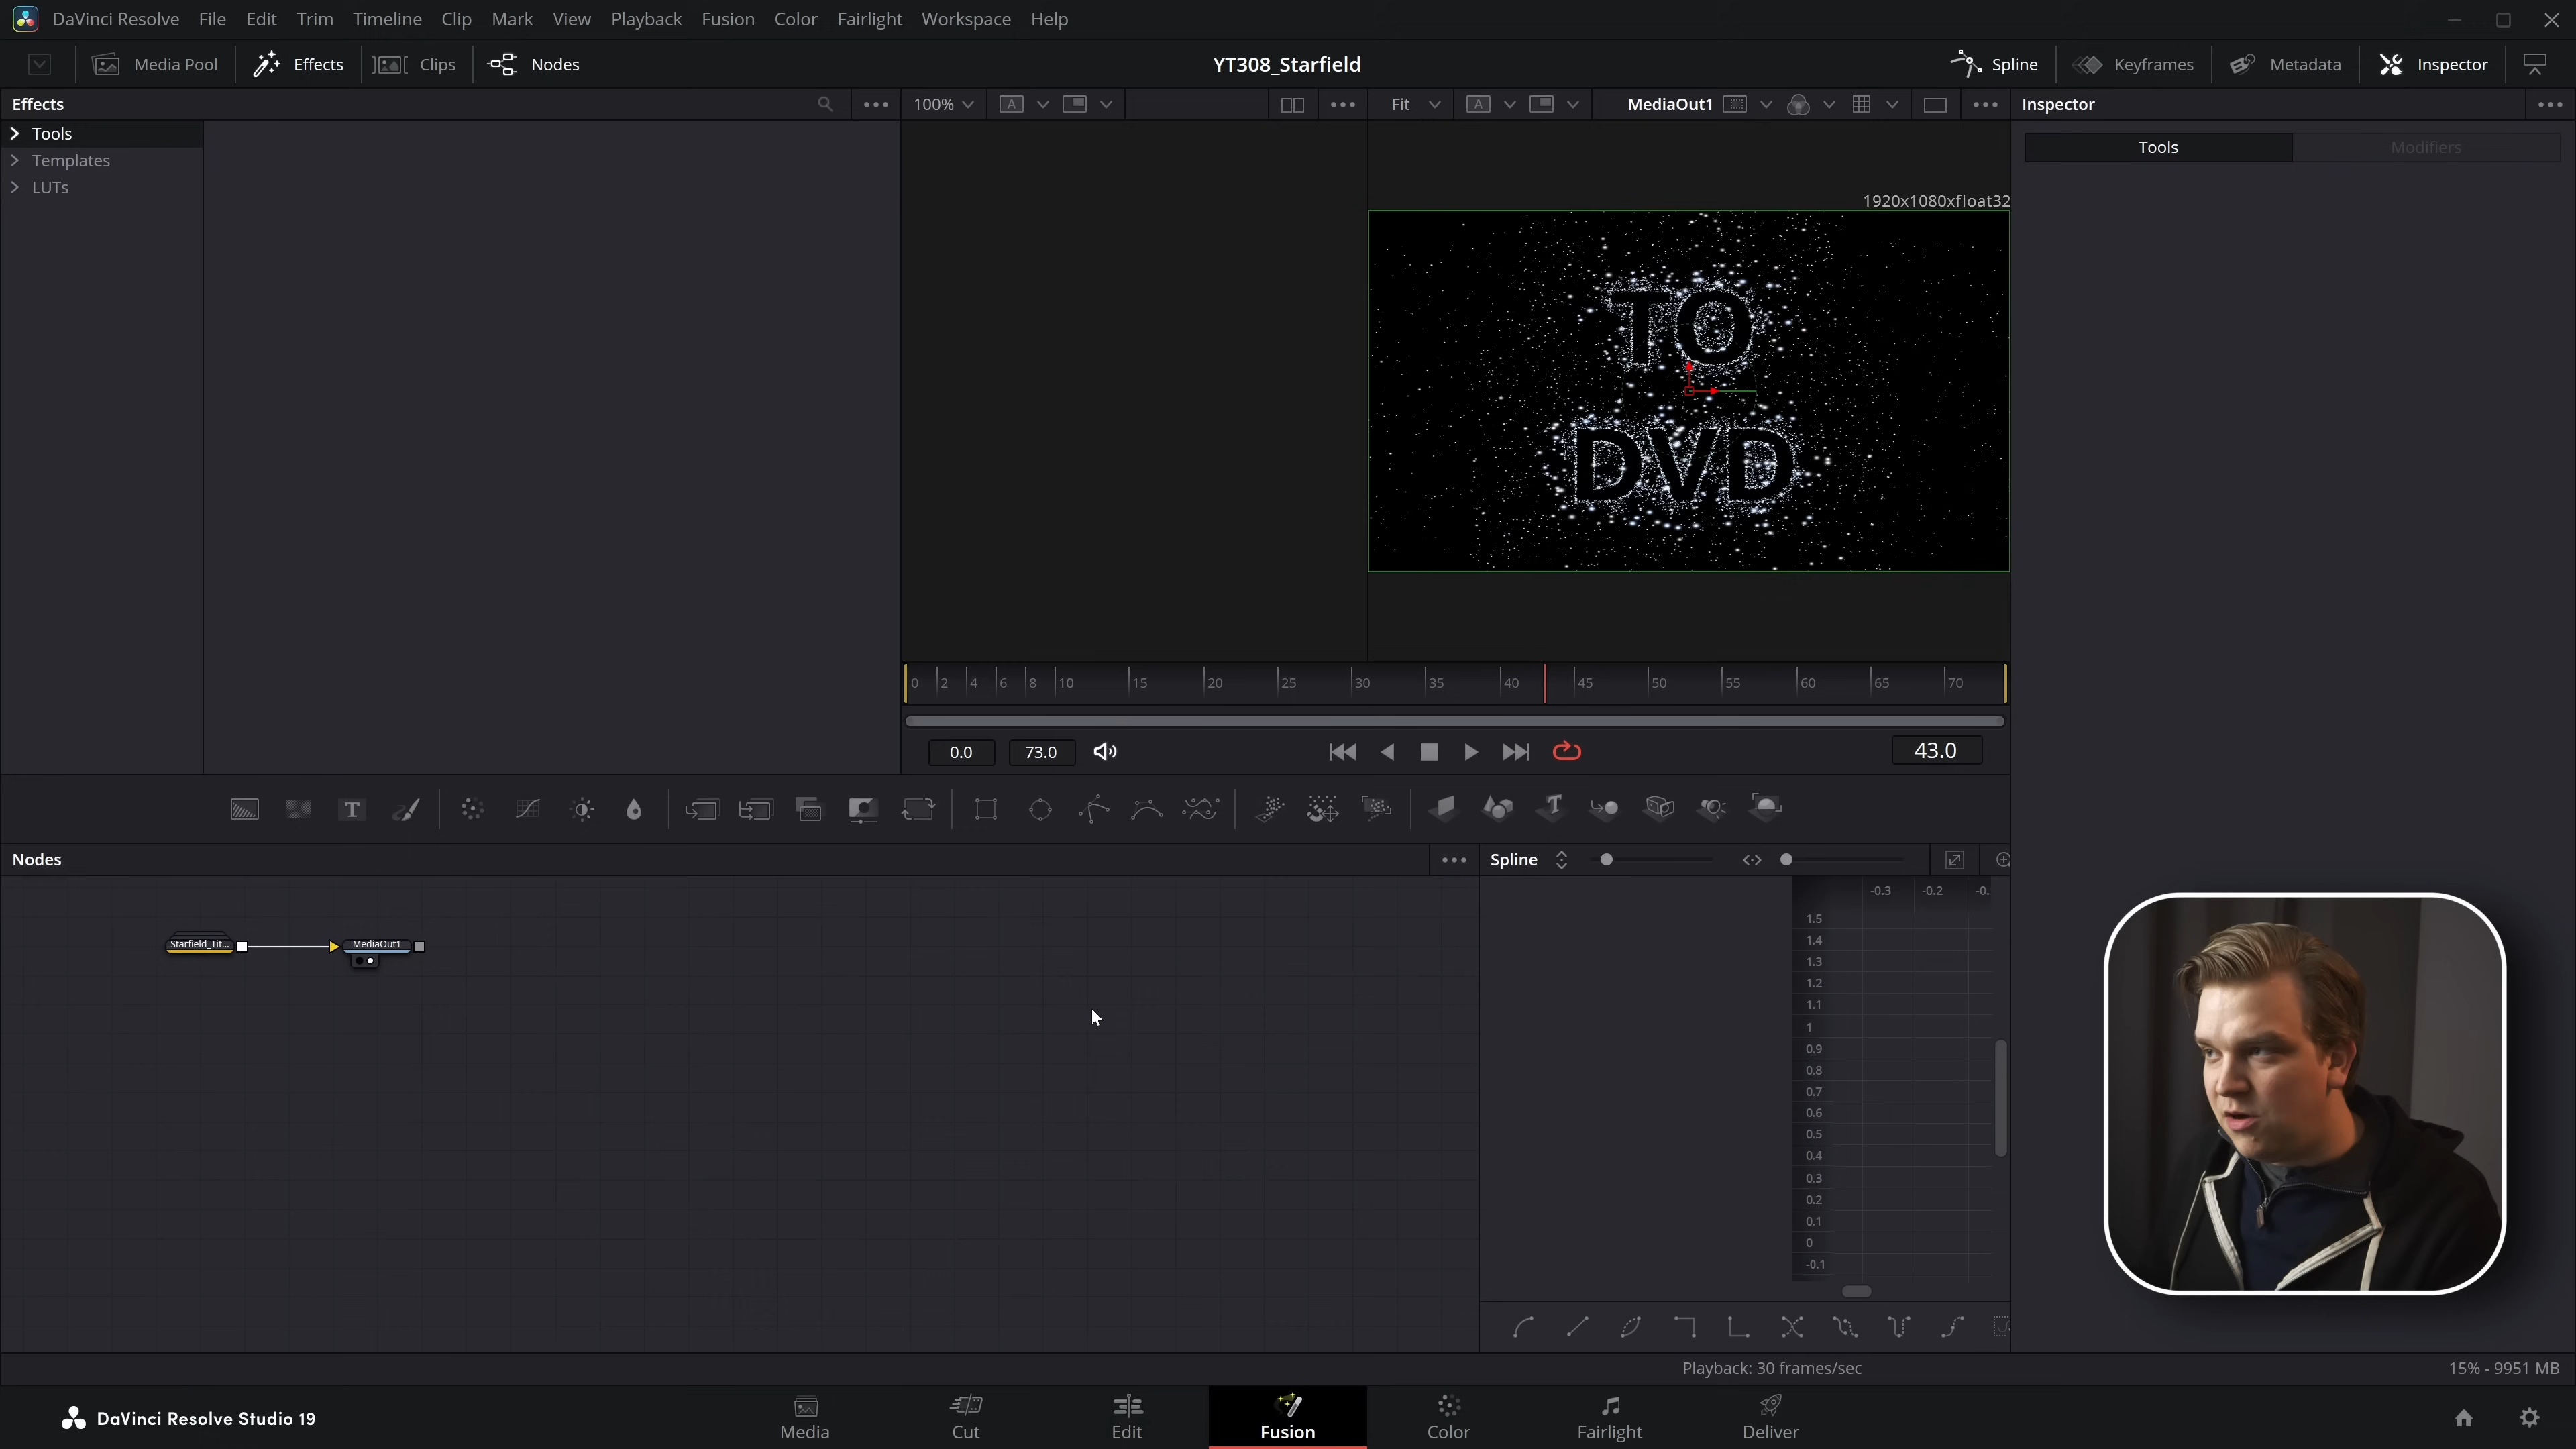 DaVinci Resolve File Edit Trim Timeline Clip Mark View Playback Fusion Color Fairlight Workspace Help
Media Pool Effects Clips Nodes YT308_Starfield Spline Keyframes Metadata Inspector
Effects 100% A Fit A MediaOut1 Inspector
Tools
Templates
LUTs
Tools Modifiers
1920x1080xfloat32
TO
DVD
0 2 4 6 8 10 15 20 25 30 35 40 45 50 55 60 65 70
0.0 73.0 43.0
T T
Nodes Spline
Starfield_Tit... MediaOut1
-0.3 -0.2 -0.
1.5
1.4
1.3
1.2
1.1
1
0.9
0.8
0.7
0.6
0.5
0.4
0.3
0.2
0.1
0
-0.1
Playback: 30 frames/sec 15% - 9951 MB
DaVinci Resolve Studio 19 Media Cut Edit Fusion Color Fairlight Deliver